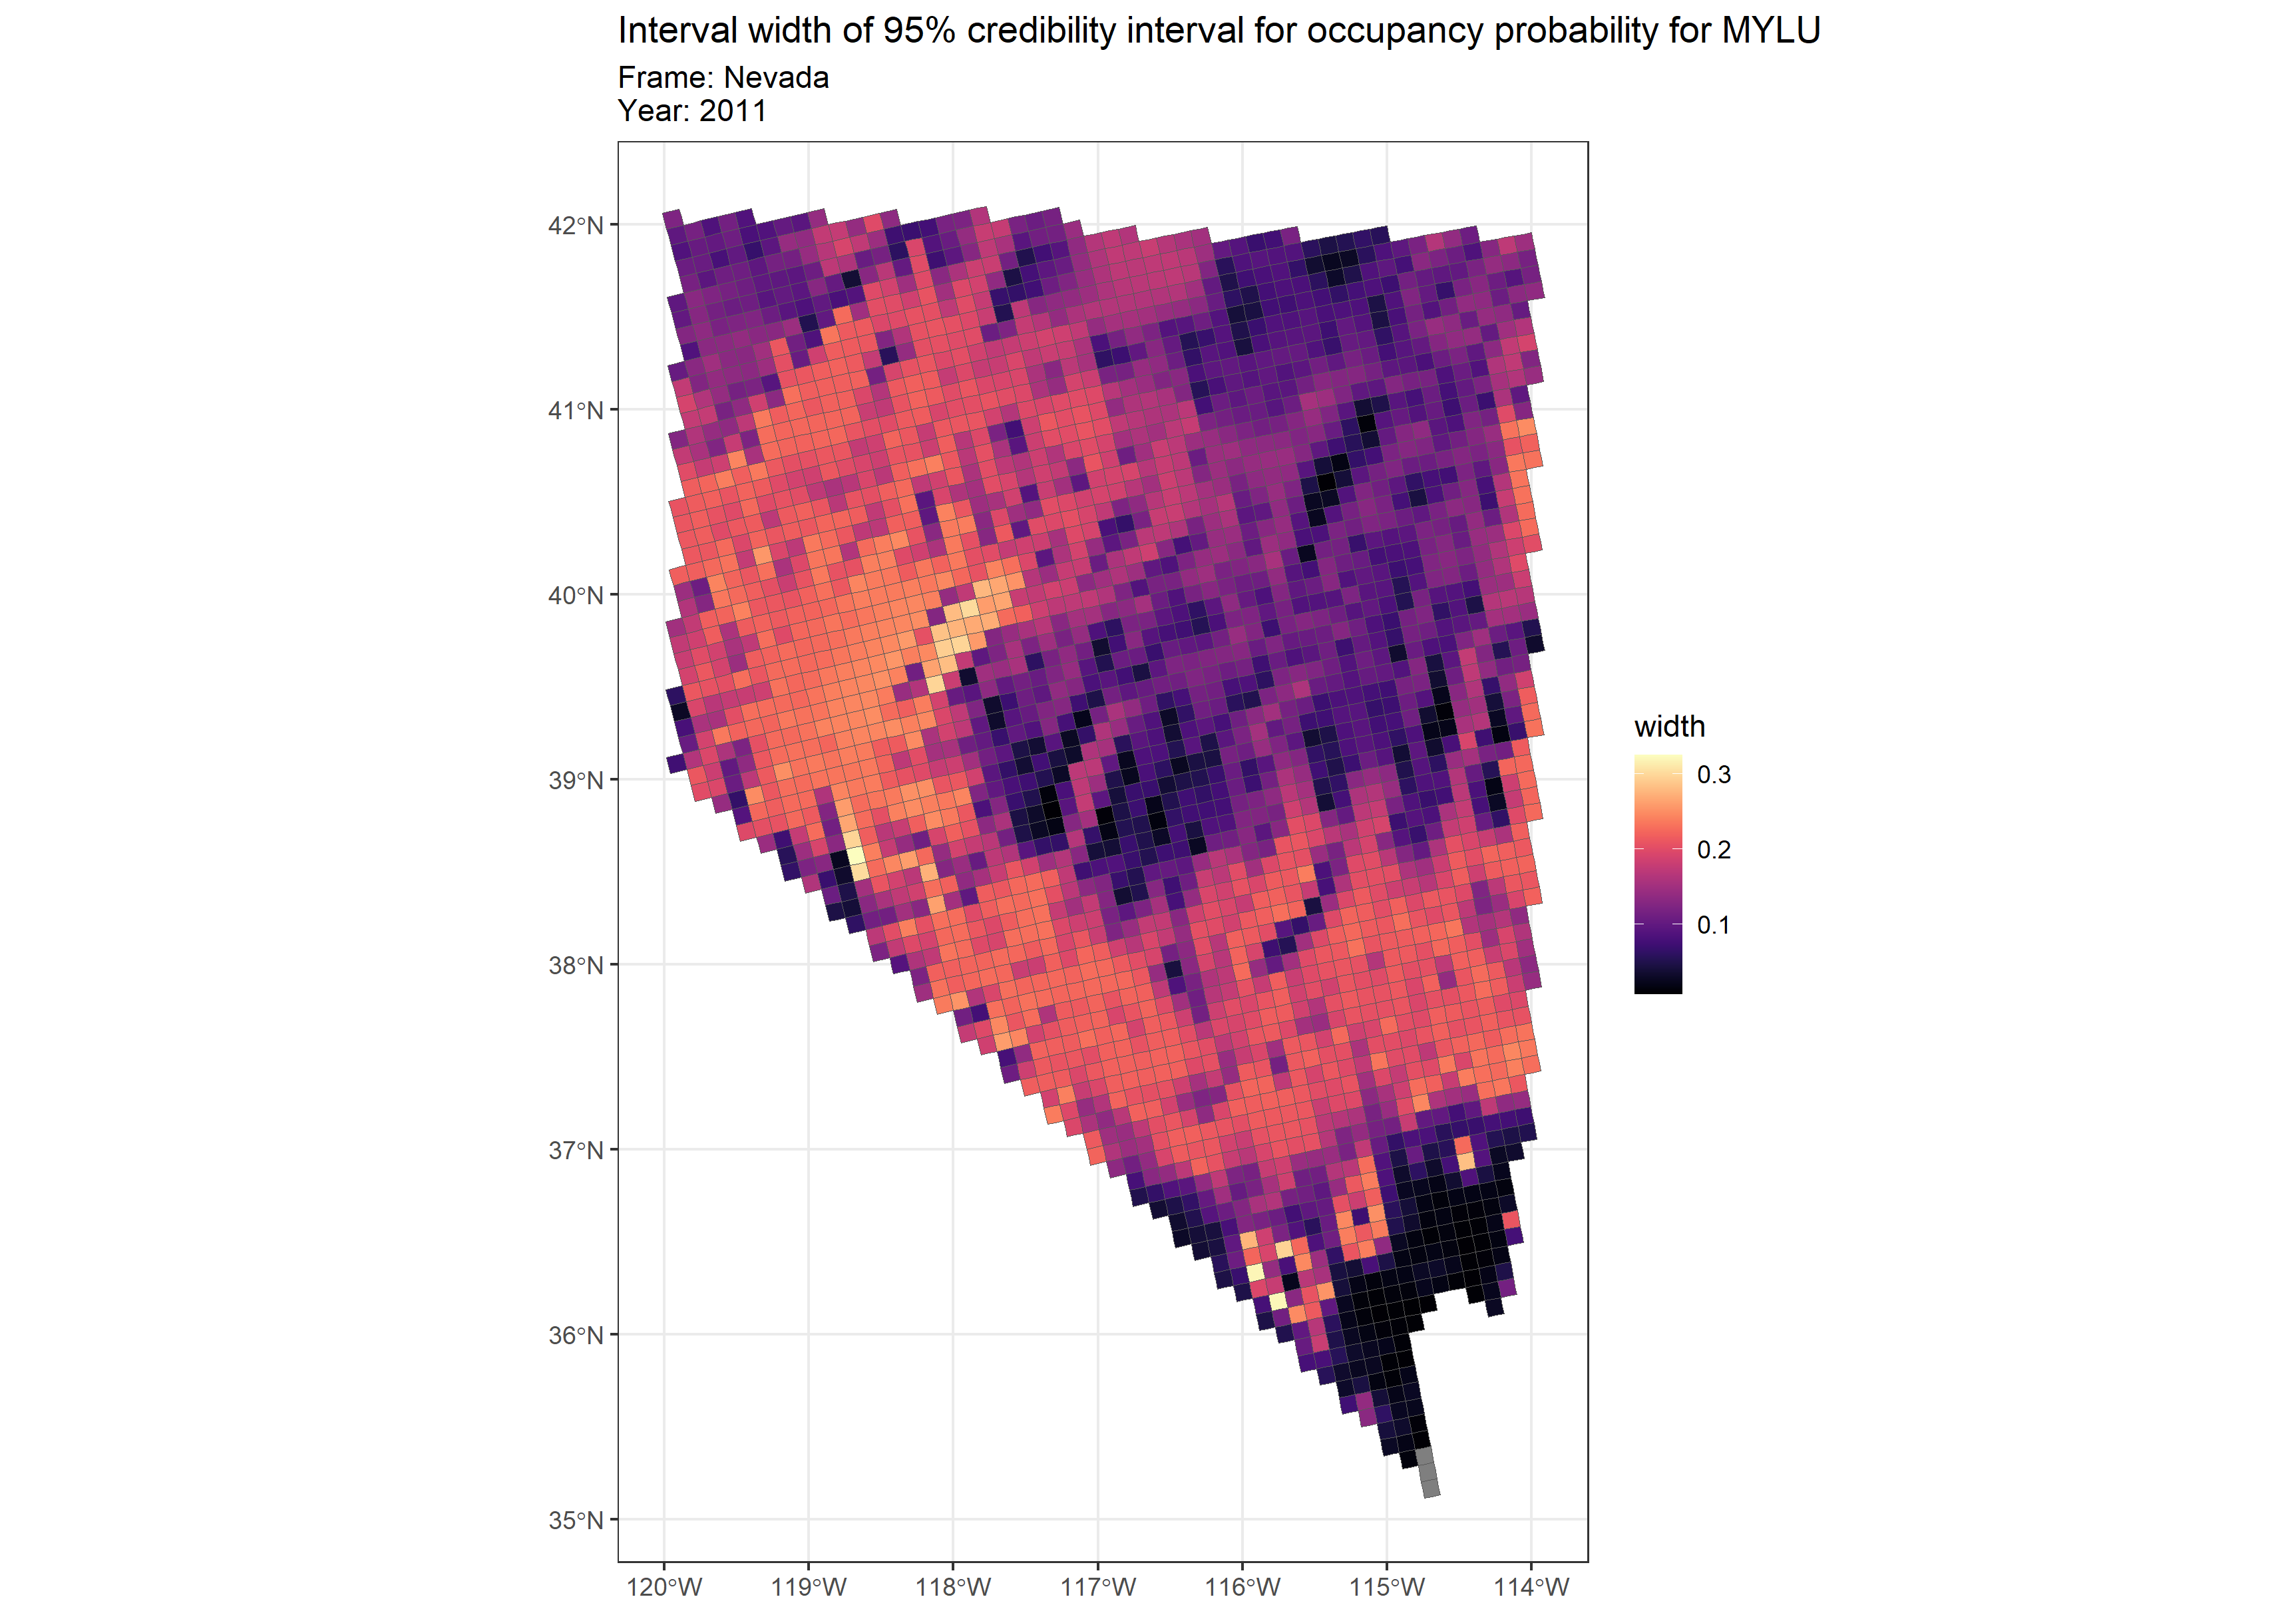 Interval width of 95% credibility interval for occupancy probability for MYLU
Frame: Nevada
Year: 2011
42°N
41°N
40°N
39°N
38°N
37°N
36°N
35°N
120°W
119°W
118°W
117°W
116°W
115°W
114°W
width
0.3
0.2
0.1